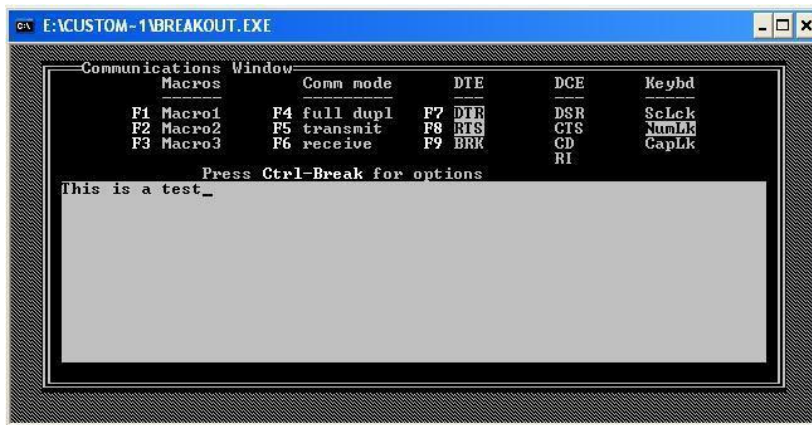 E:\CUSTOM~1\BREAKOUT.EXE
Communications Window
Macros Comm mode DTE DCE Keybd
F1 Macro1 F4 full dupl F7 DTR DSR ScLck
F2 Macro2 F5 transmit F8 RTS CTS NumLk
F3 Macro3 F6 receive F9 BRK CD CapLk
RI
Press Ctrl-Break for options
This is a test_